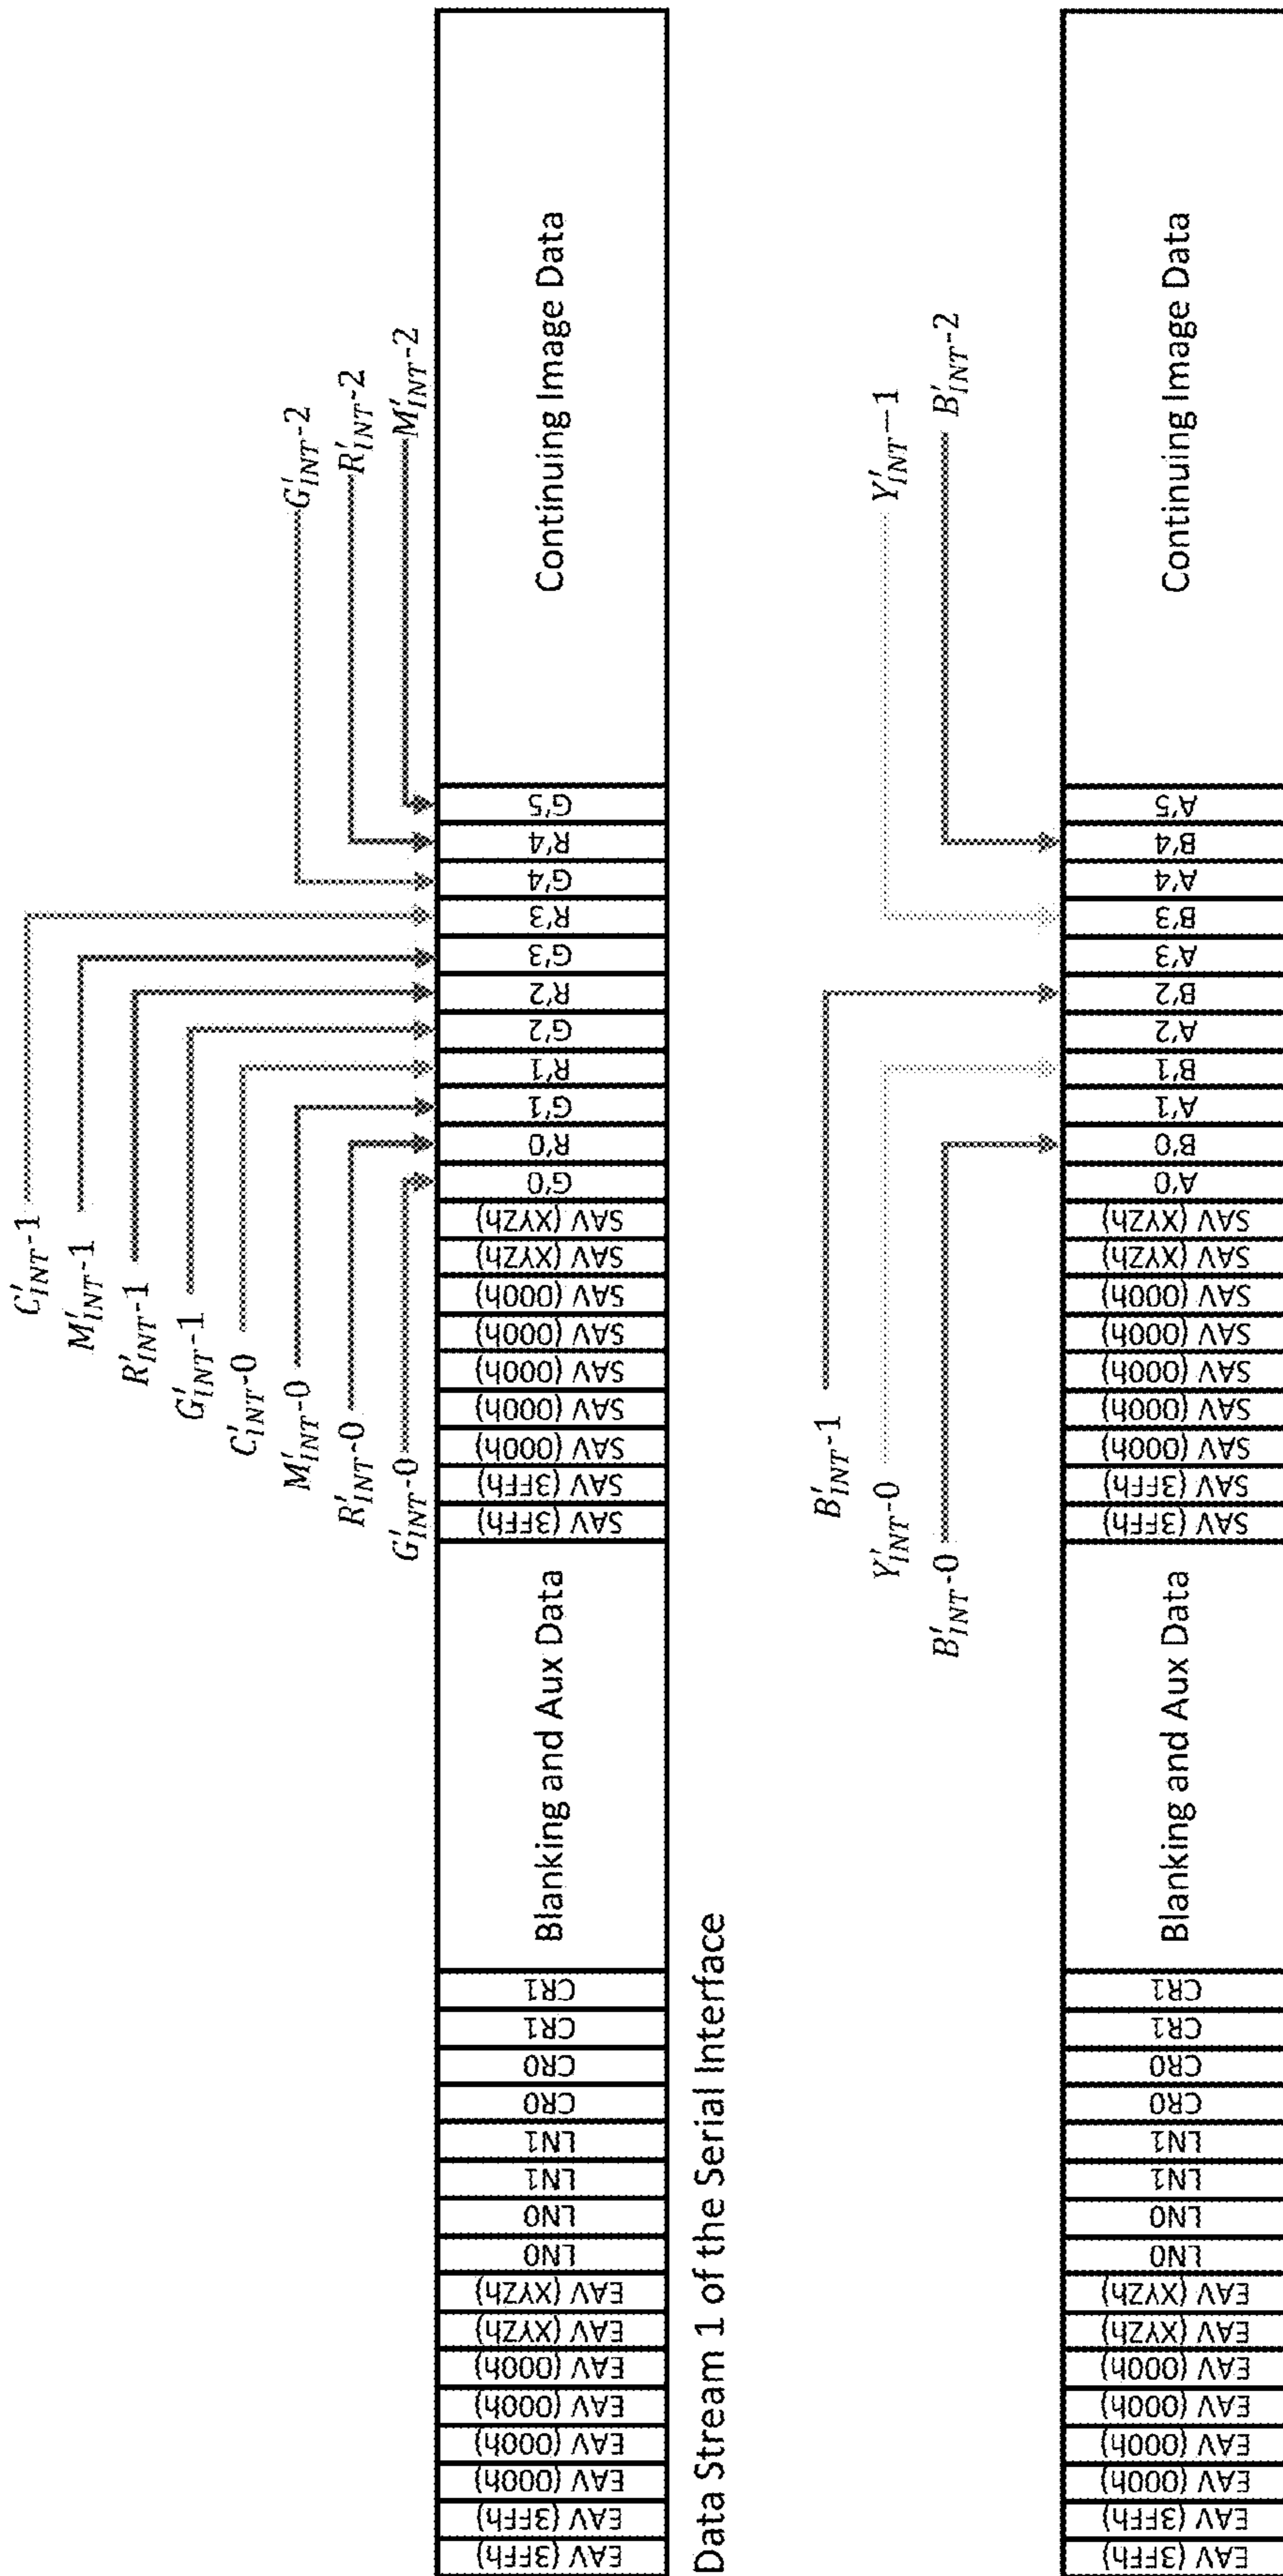 C'INT-1
M'INT-1
R'INT-1
G'INT-1
C'INT-0
G'INT-2
M'INT-0
R'INT-2
R'INT-0
M'INT-2
G'INT-0
EAV (3FFh)
EAV (3FFh)
EAV (000h)
EAV (000h)
EAV (000h)
EAV (000h)
EAV (XYZh)
EAV (XYZh)
LN0
LN0
LN1
LN1
CR0
CR0
CR1
CR1
Blanking and Aux Data
SAV (3FFh)
SAV (3FFh)
SAV (000h)
SAV (000h)
SAV (000h)
SAV (000h)
SAV (000h)
SAV (XYZh)
SAV (XYZh)
G'0
R'0
G'1
R'1
G'2
R'2
G'3
R'3
G'4
R'4
G'5
Continuing Image Data
Data Stream 1 of the Serial Interface
B'INT-1
Y'INT-0
Y'INT—1
B'INT-0
B'INT-2
EAV (3FFh)
EAV (3FFh)
EAV (000h)
EAV (000h)
EAV (000h)
EAV (000h)
EAV (XYZh)
EAV (XYZh)
LN0
LN0
LN1
LN1
CR0
CR0
CR1
CR1
Blanking and Aux Data
SAV (3FFh)
SAV (3FFh)
SAV (000h)
SAV (000h)
SAV (000h)
SAV (000h)
SAV (000h)
SAV (XYZh)
SAV (XYZh)
A'0
B'0
A'1
B'1
A'2
B'2
A'3
B'3
A'4
B'4
A'5
Continuing Image Data